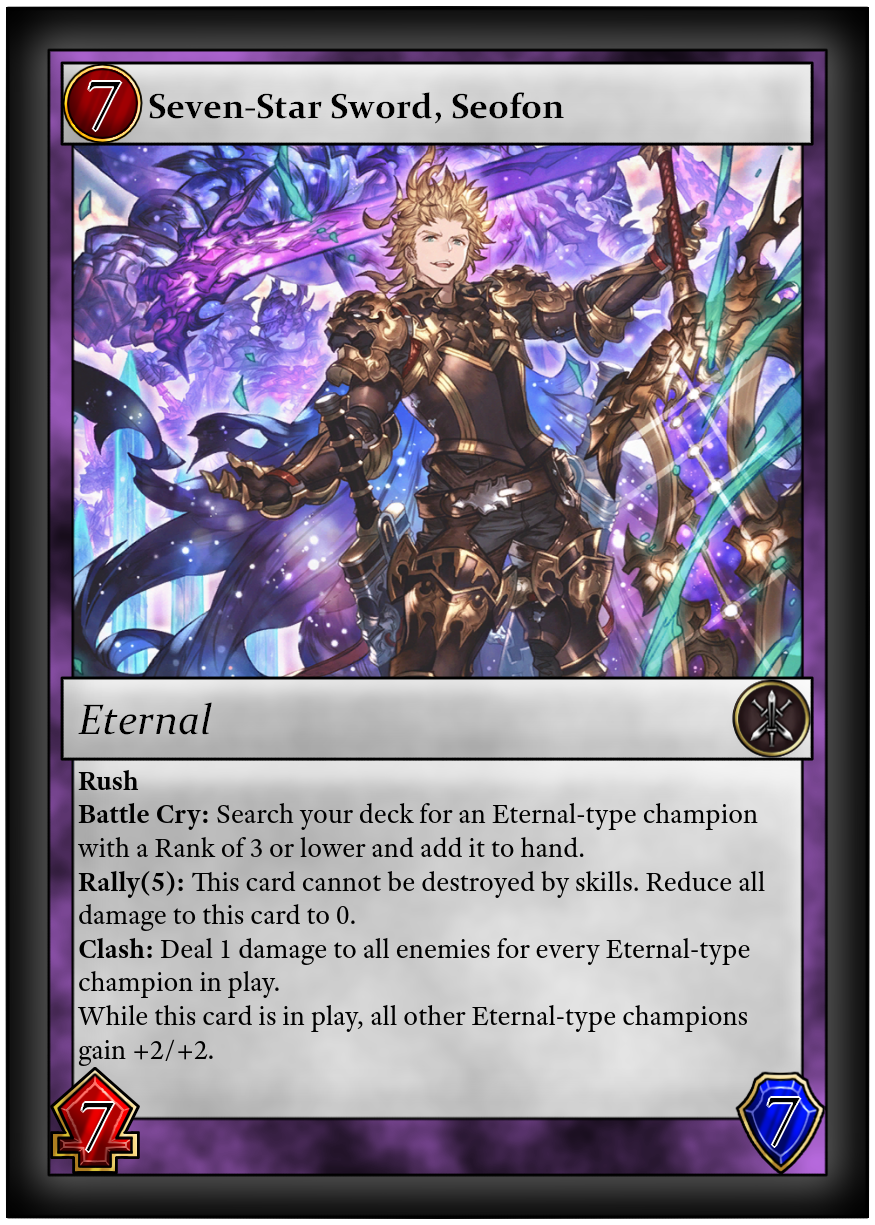 7
Seven-Star Sword, Seofon
Eternal
Rush
Battle Cry: Search your deck for an Eternal-type champion
with a Rank of 3 or lower and add it to hand.
Rally(5): This card cannot be destroyed by skills. Reduce all
damage to this card to 0.
Clash: Deal 1 damage to all enemies for every Eternal-type
champion in play.
While this card is in play, all other Eternal-type champions
gain +2/+2.
7
7